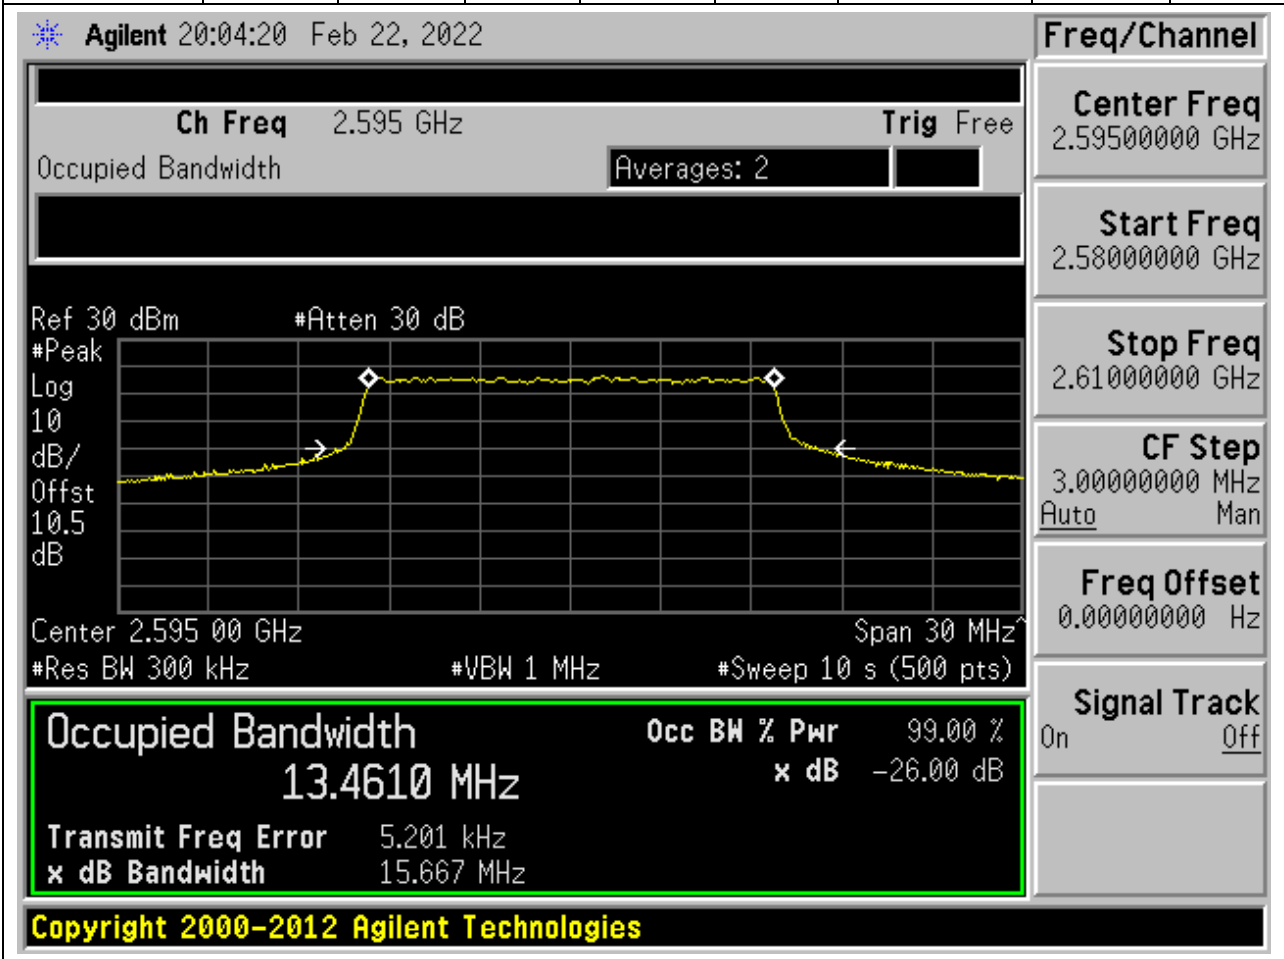 Agilent 20:04:20 Feb 22, 2022
Freq/Channel
Ch Freq 2.595 GHz Trig Free
Occupied Bandwidth Averages: 2
Ref 30 dBm #Atten 30 dB
#Peak
Log
10
dB/
Offst
10.5
dB
Center 2.595 00 GHz Span 30 MHz^
#Res BW 300 kHz #VBW 1 MHz #Sweep 10 s (500 pts)
Occupied Bandwidth Occ BW % Pwr 99.00 %
13.4610 MHz x dB -26.00 dB
Transmit Freq Error 5.201 kHz
x dB Bandwidth 15.667 MHz
Center Freq
2.59500000 GHz
Start Freq
2.58000000 GHz
Stop Freq
2.61000000 GHz
CF Step
3.00000000 MHz
Auto Man
Freq Offset
0.00000000 Hz
Signal Track
On Off
Copyright 2000-2012 Agilent Technologies